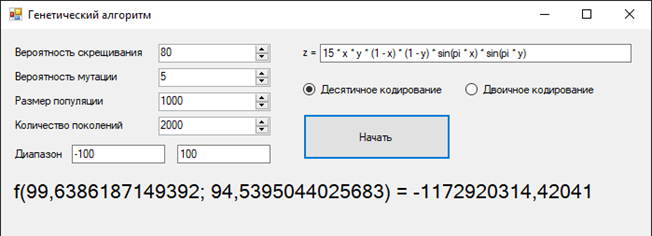 Генетический алгоритм
Вероятность скрещивания 80
z = 15 * x * y * (1 - x) * (1 - y) * sin(pi * x) * sin(pi * y)
Вероятность мутации 5
Десятичное кодирование Двоичное кодирование
Размер популяции 1000
Количество поколений 2000
Начать
Диапазон -100 100
f(99,6386187149392; 94,5395044025683) = -1172920314,42041